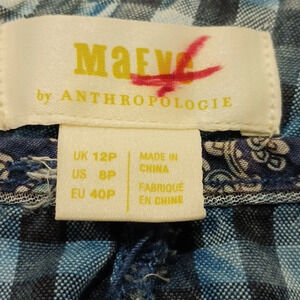 Maeve
by ANTHROPOLOGIE
UK 12P
US 8P
EU 40P
MADE IN
CHINA
FABRIQUÉ
EN CHINE